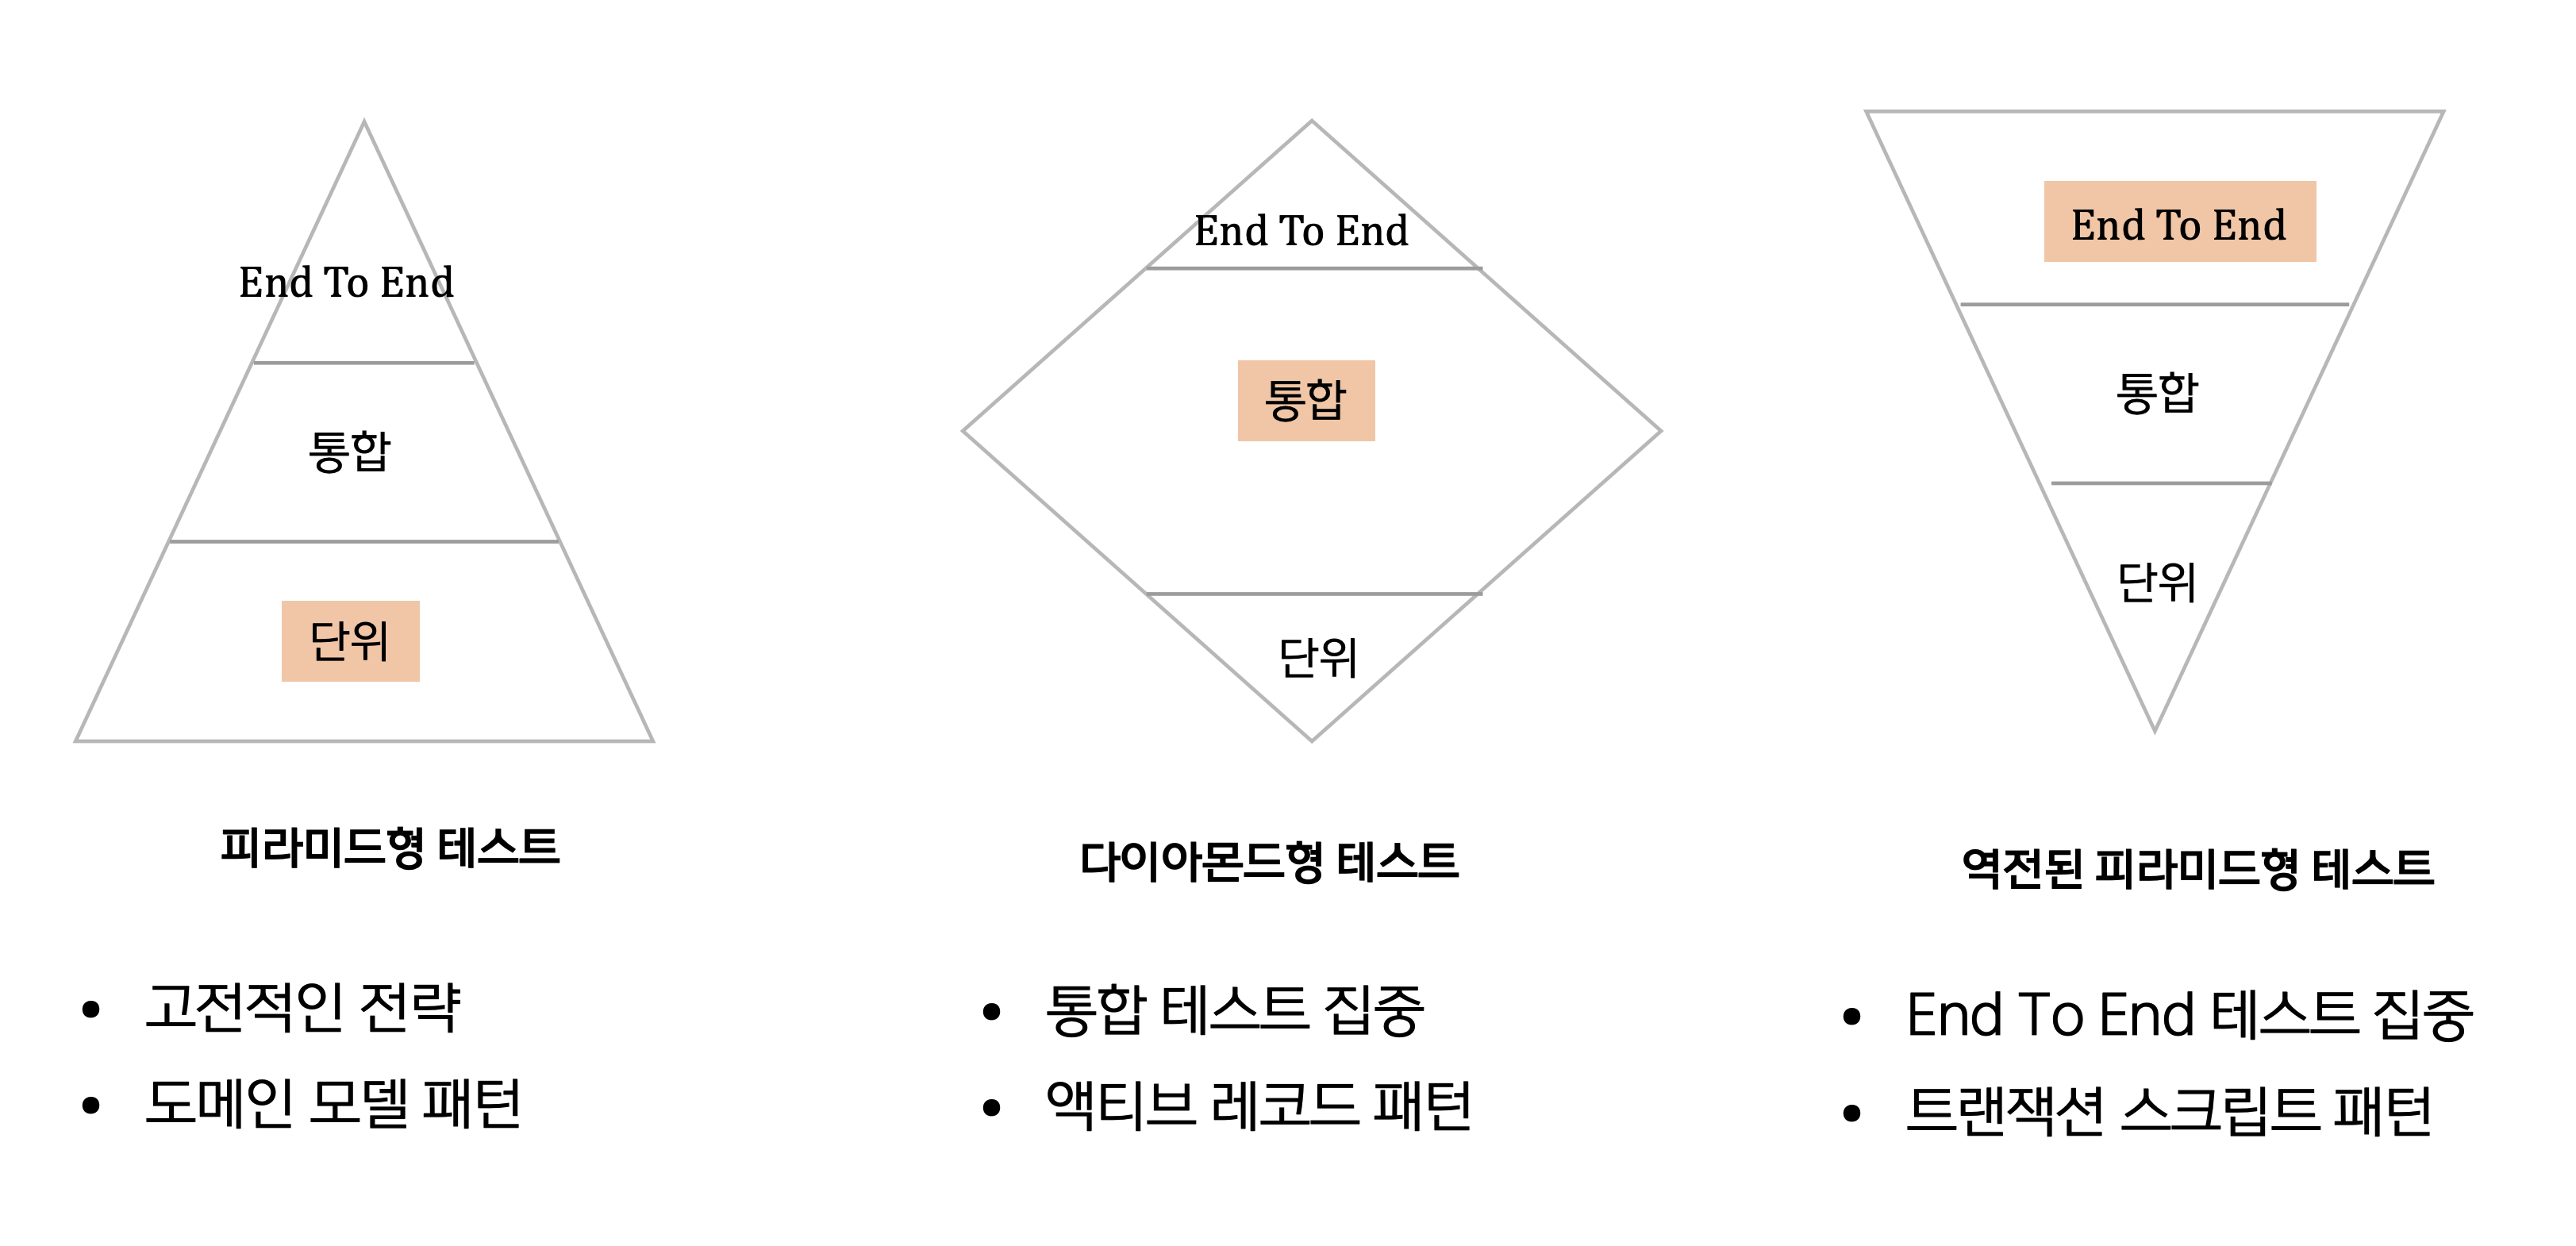 End To End
통합
단위
피라미드형 테스트
• 고전적인 전략
• 도메인 모델 패턴
End To End
통합
단위
다이아몬드형 테스트
• 통합 테스트 집중
• 액티브 레코드 패턴
End To End
통합
단위
역전된 피라미드형 테스트
• End To End 테스트 집중
• 트랜잭션 스크립트 패턴